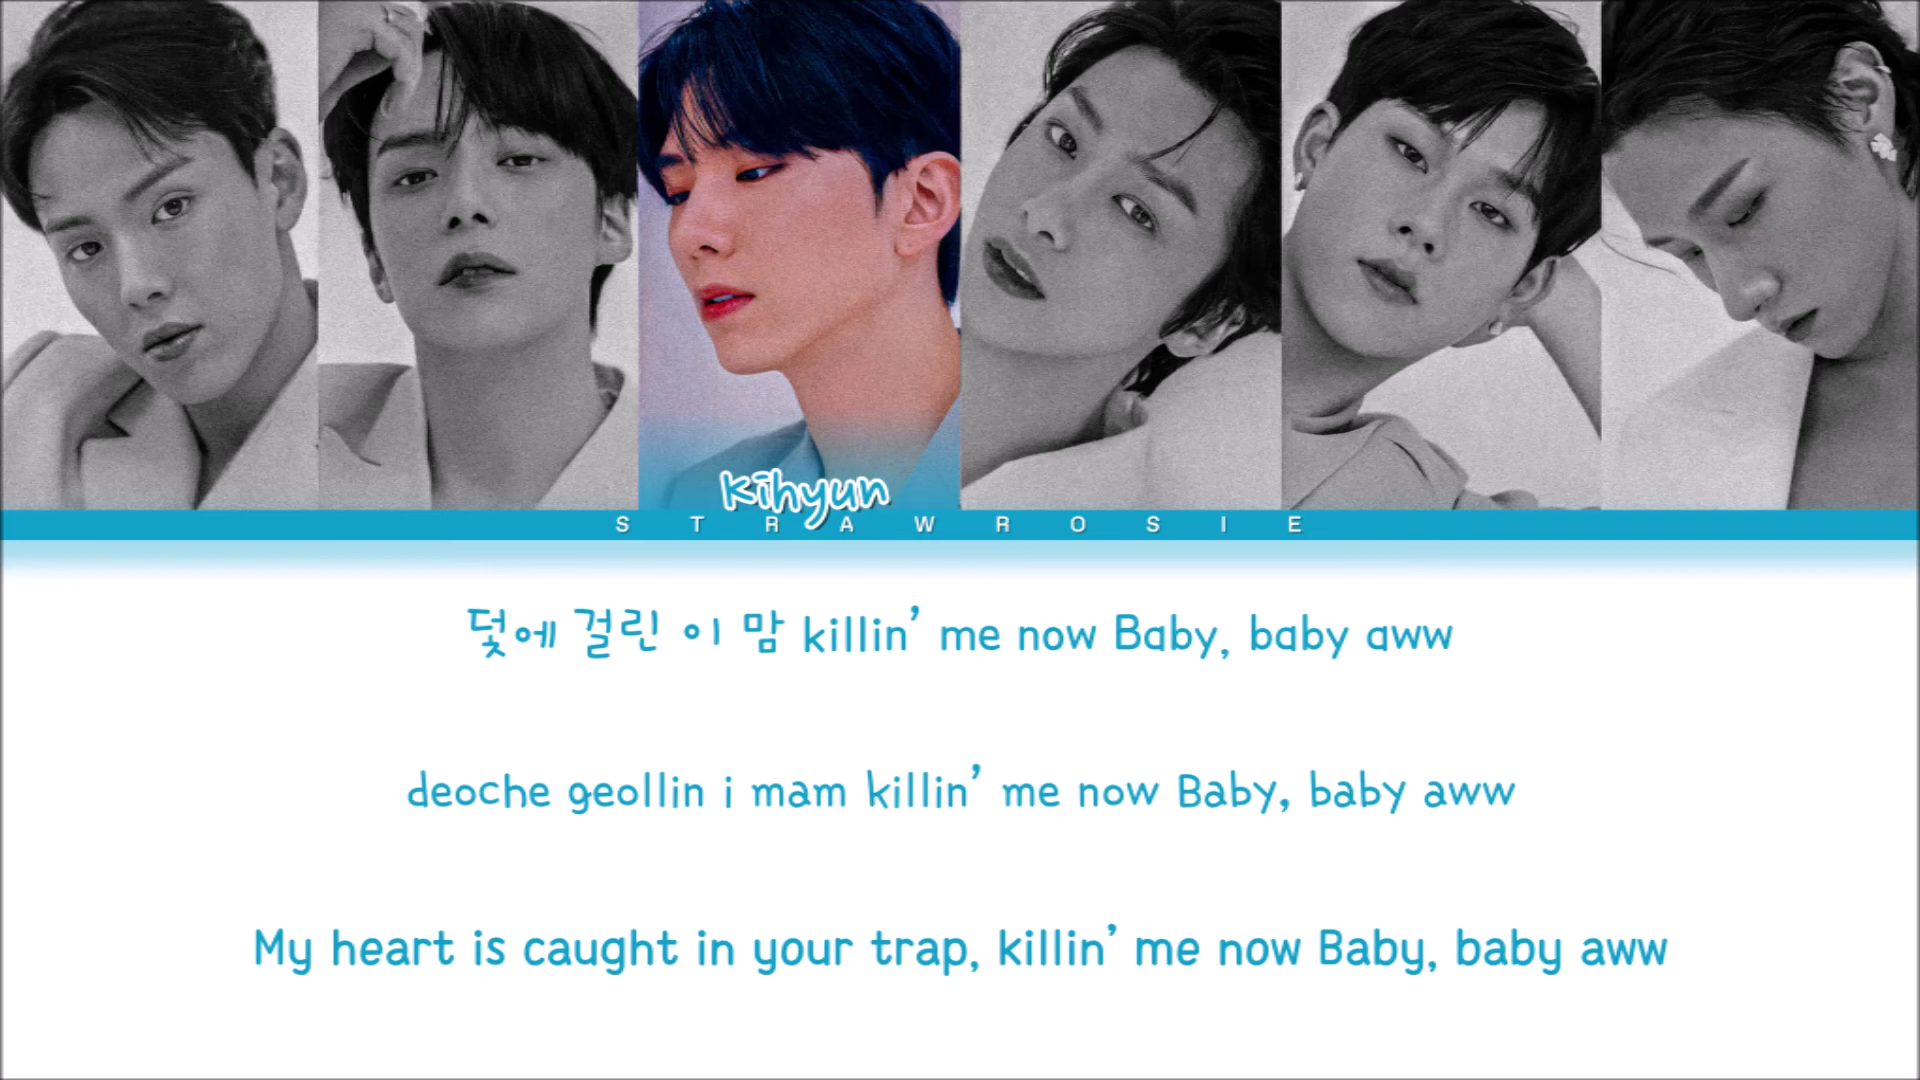 Kihyun
STRAWROSIE
덫에 걸린 이 맘 killin’ me now Baby, baby aww
deoche geollin i mam killin’ me now Baby, baby aww
My heart is caught in your trap, killin’ me now Baby, baby aww